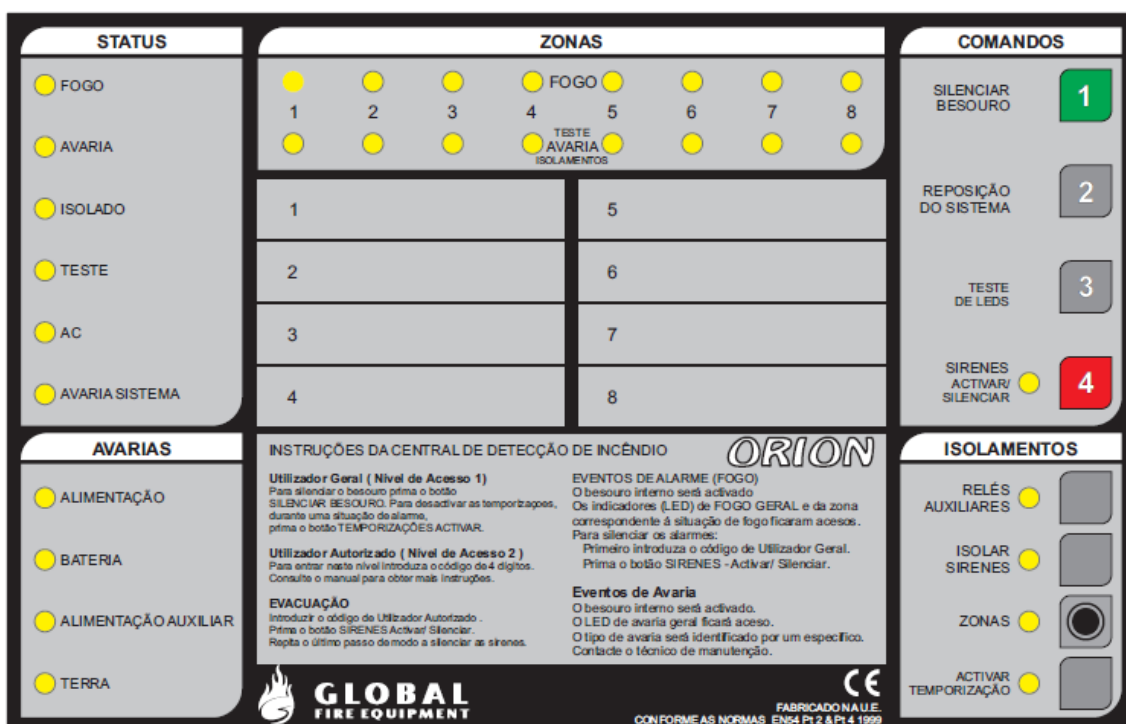 STATUS
FOGO
AVARIA
ISOLADO
TESTE
AC
AVARIA SISTEMA
ZONAS
FOGO
1 2 3 4 5 6 7 8
TESTE
AVARIA
ISOLAMENTOS
1
2
3
4
5
6
7
8
COMANDOS
SILENCIAR
BESOURO
1
REPOSIÇÃO
DO SISTEMA
2
TESTE
DE LEDS
3
SIRENES
ACTIVAR/
SILENCIAR
4
AVARIAS
ALIMENTAÇÃO
BATERIA
ALIMENTAÇÃO AUXILIAR
TERRA
INSTRUÇÕES DA CENTRAL DE DETECÇÃO DE INCÊNDIO
ORION
Utilizador Geral ( Nivel de Acesso 1)
Para silenciar o besouro prima o botão
SILENCIAR BESOURO. Para desactivar as temporizaçoes,
durante uma situação de alarme,
prima o botão TEMPORIZAÇÕES ACTIVAR.
Utilizador Autorizado ( Nivel de Acesso 2 )
Para entrar neste nivel introduza o código de 4 digitos.
Consulte o manual para obter mais instruções.
EVACUAÇÃO
Introduzir o código de Utilizador Autorizado .
Prima o botão SIRENES Activar/ Silenciar.
Repita o último passo de modo a silenciar as sirenes.
EVENTOS DE ALARME (FOGO)
O besouro interno será activado
Os indicadores (LED) de FOGO GERAL e da zona
correspondente á situação de fogo ficaram acesos.
Para silenciar os alarmes:
Primeiro introduza o código de Utilizador Geral.
Prima o botão SIRENES - Activar/ Silenciar.
Eventos de Avaria
O besouro interno será activado.
O LED de avaria geral ficará aceso.
O tipo de avaria será identificado por um específico.
Contacte o técnico de manutenção.
GLOBAL
FIRE EQUIPMENT
CE
FABRICADO NA U.E.
CONFORME AS NORMAS EN54 Pt 2 & Pt 4 1999
ISOLAMENTOS
RELÉS
AUXILIARES
ISOLAR
SIRENES
ZONAS
ACTIVAR
TEMPORIZAÇÃO